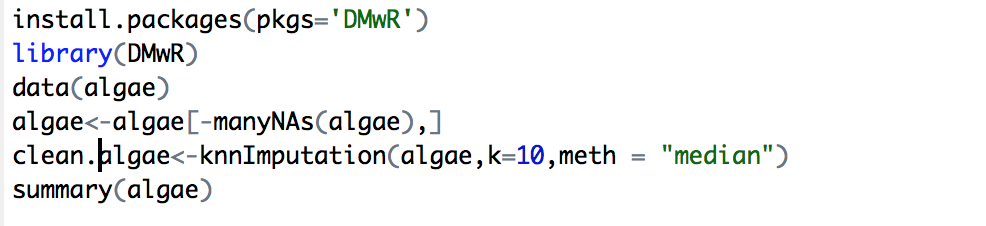 install.packages(pkgs='DMwR')
library(DMwR)
data(algae)
algae<-algae[-manyNAs(algae),]
clean.algae<-knnImputation(algae,k=10,meth = "median")
summary(algae)